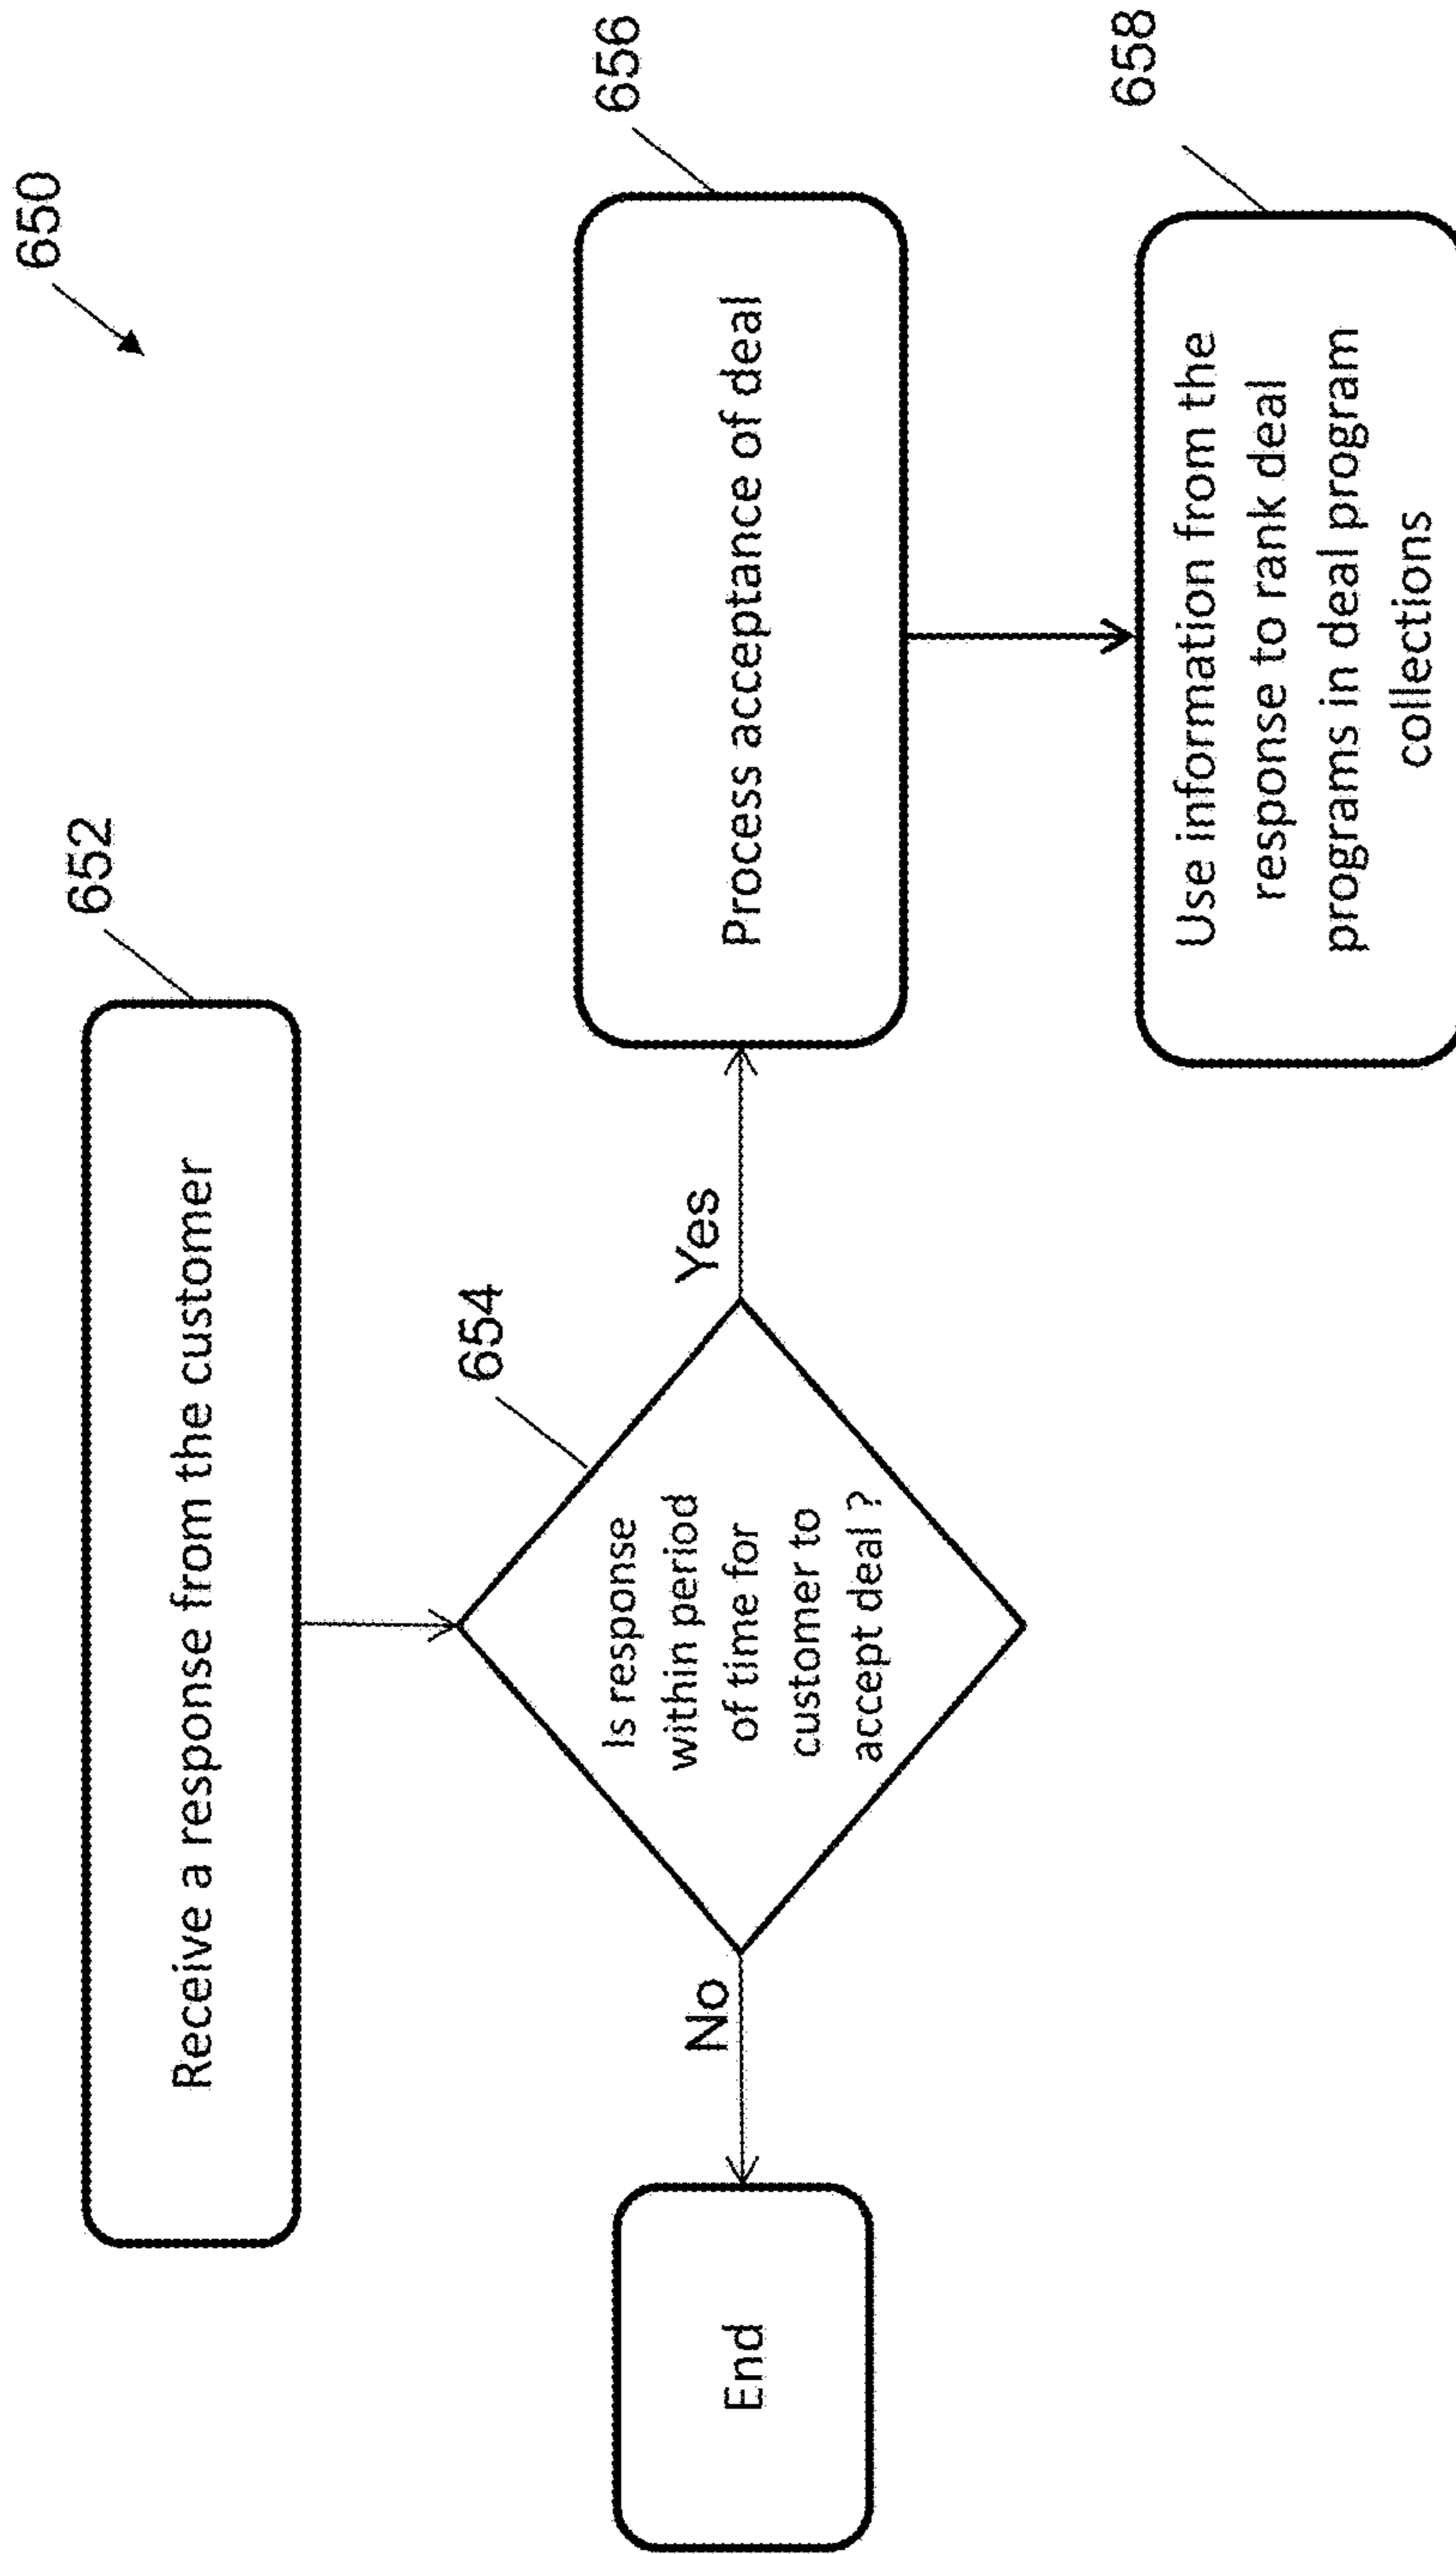 650
652
Receive a response from the customer
654
Is response
within period
of time for
customer to
accept deal ?
No
Yes
End
656
Process acceptance of deal
658
Use information from the
response to rank deal
programs in deal program
collections